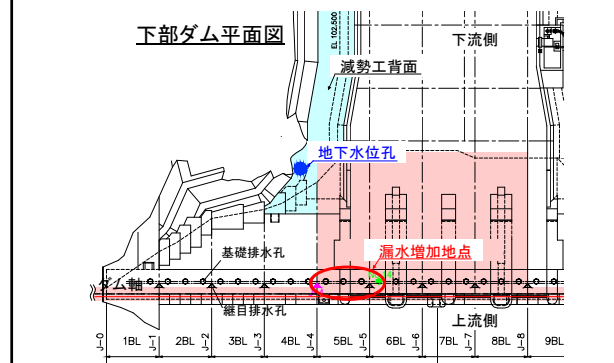 下部ダム平面図
EL 102.500
下流側
減勢工背面
地下水位孔
漏水増加地点
基礎排水孔
ダム軸
継目排水孔
上流側
J-0 J-1 J-2 J-3 J-4 J-5 J-6 J-7 J-8
1BL 2BL 3BL 4BL 5BL 6BL 7BL 8BL 9BL